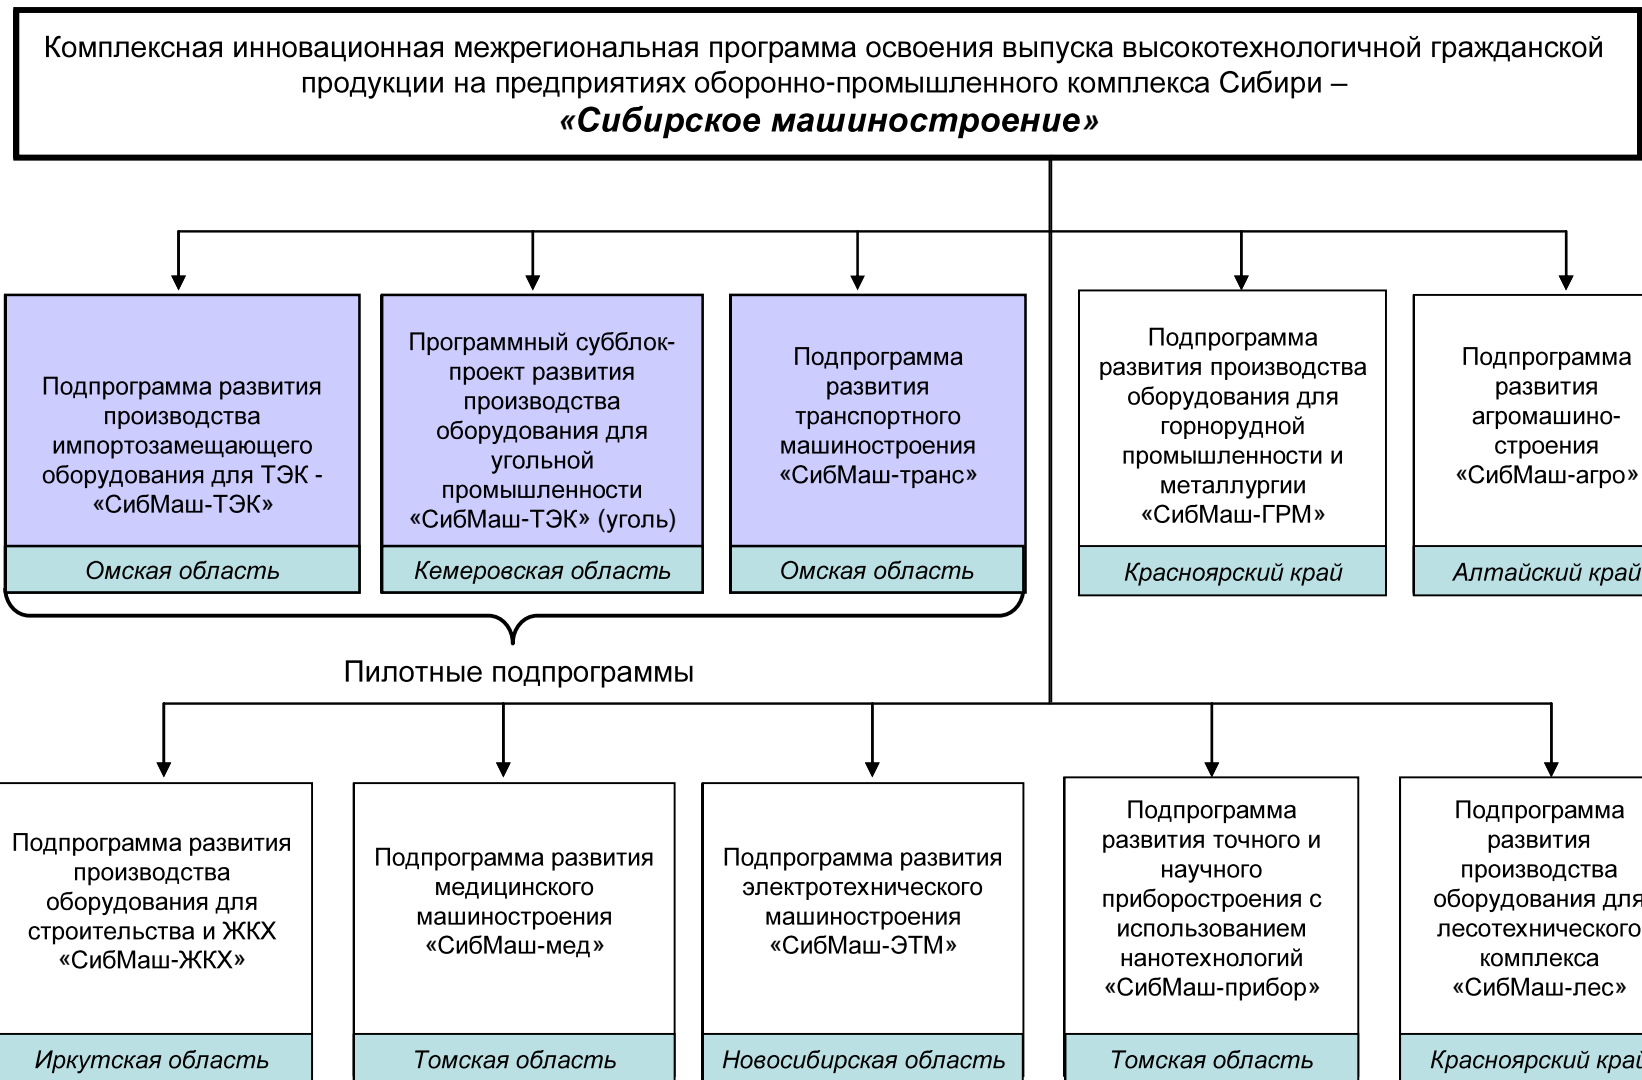 Комплексная инновационная межрегиональная программа освоения выпуска высокотехнологичной гражданской
продукции на предприятиях оборонно-промышленного комплекса Сибири –
«Сибирское машиностроение»
Подпрограмма развития
производства
импортозамещающего
оборудования для ТЭК -
«СибМаш-ТЭК»
Омская область
Программный субблок-
проект развития
производства
оборудования для
угольной
промышленности
«СибМаш-ТЭК» (уголь)
Кемеровская область
Подпрограмма
развития
транспортного
машиностроения
«СибМаш-транс»
Омская область
Подпрограмма
развития производства
оборудования для
горнорудной
промышленности и
металлургии
«СибМаш-ГРМ»
Красноярский край
Подпрограмма
развития
агромашино-
строения
«СибМаш-агро»
Алтайский край
Пилотные подпрограммы
Подпрограмма развития
производства
оборудования для
строительства и ЖКХ
«СибМаш-ЖКХ»
Иркутская область
Подпрограмма развития
медицинского
машиностроения
«СибМаш-мед»
Томская область
Подпрограмма развития
электротехнического
машиностроения
«СибМаш-ЭТМ»
Новосибирская область
Подпрограмма
развития точного и
научного
приборостроения с
использованием
нанотехнологий
«СибМаш-прибор»
Томская область
Подпрограмма
развития
производства
оборудования для
лесотехнического
комплекса
«СибМаш-лес»
Красноярский край